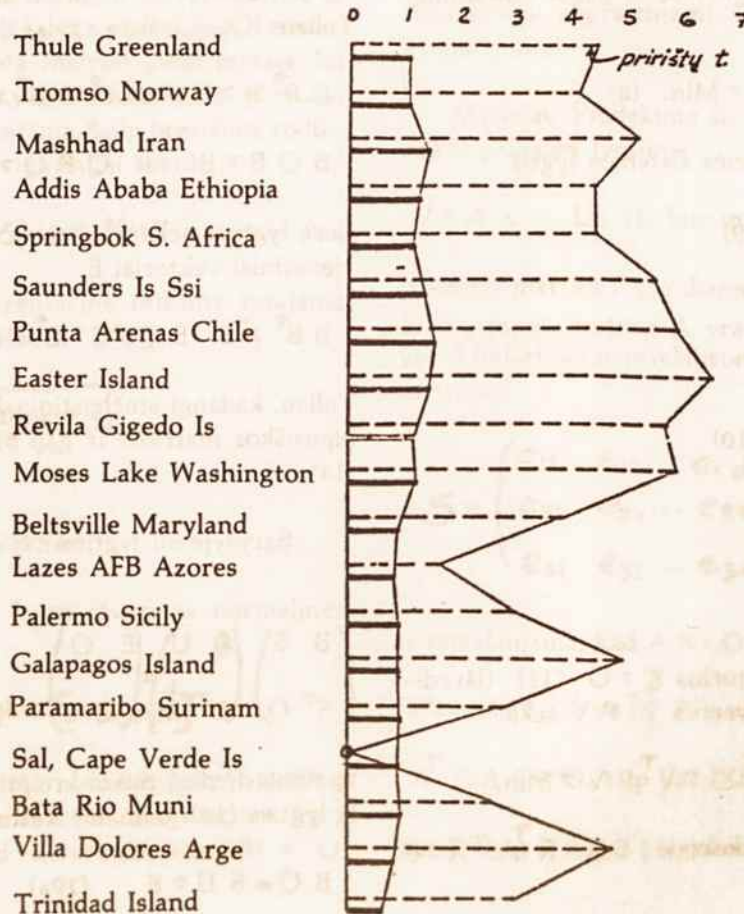 0 1 2 3 4 5 6 7
Thule Greenland
pririšty t.
Tromso Norway
Mashhad Iran
Addis Ababa Ethiopia
Springbok S. Africa
Saunders Is Ssi
Punta Arenas Chile
Easter Island
Revila Gigedo Is
Moses Lake Washington
Beltsville Maryland
Lazes AFB Azores
Palermo Sicily
Galapagos Island
Paramaribo Surinam
Sal, Cape Verde Is
Bata Rio Muni
Villa Dolores Arge
Trinidad Island